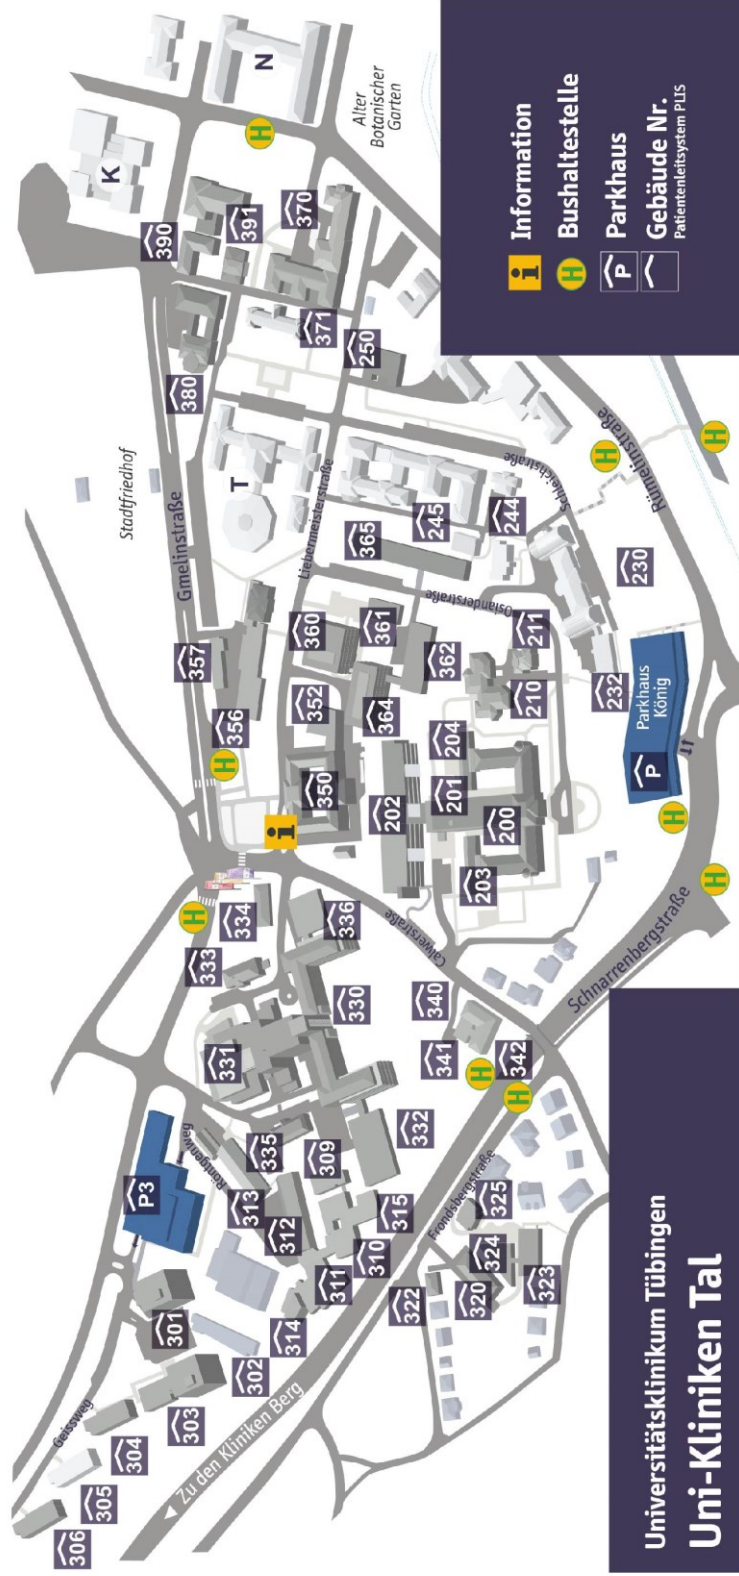 Universitätsklinikum Tübingen
Uni-Kliniken Tal
i Information
H Bushaltestelle
P Parkhaus
Gebäude Nr.
Patientenleitsystem PLIS
Stadtfriedhof
Gmelinstraße
Liebermeisterstraße
Alter
Botanischer
Garten
Geissweg
Röntgenweg
Zu den Kliniken Berg
Frondsbergstraße
Schnarrenbergstraße
Calwerstraße
Osianderstraße
Schleichstraße
Rümelinstraße
Parkhaus
König
P
P3
K
N
T
i
H
H
H
H
H
H
H
H
H
306
305
304
303
302
301
314
311
312
313
310
315
309
335
332
331
330
333
334
336
322
320
324
323
325
340
341
342
350
352
356
357
360
361
362
364
365
202
201
204
200
203
210
211
232
230
244
245
250
380
371
370
391
390